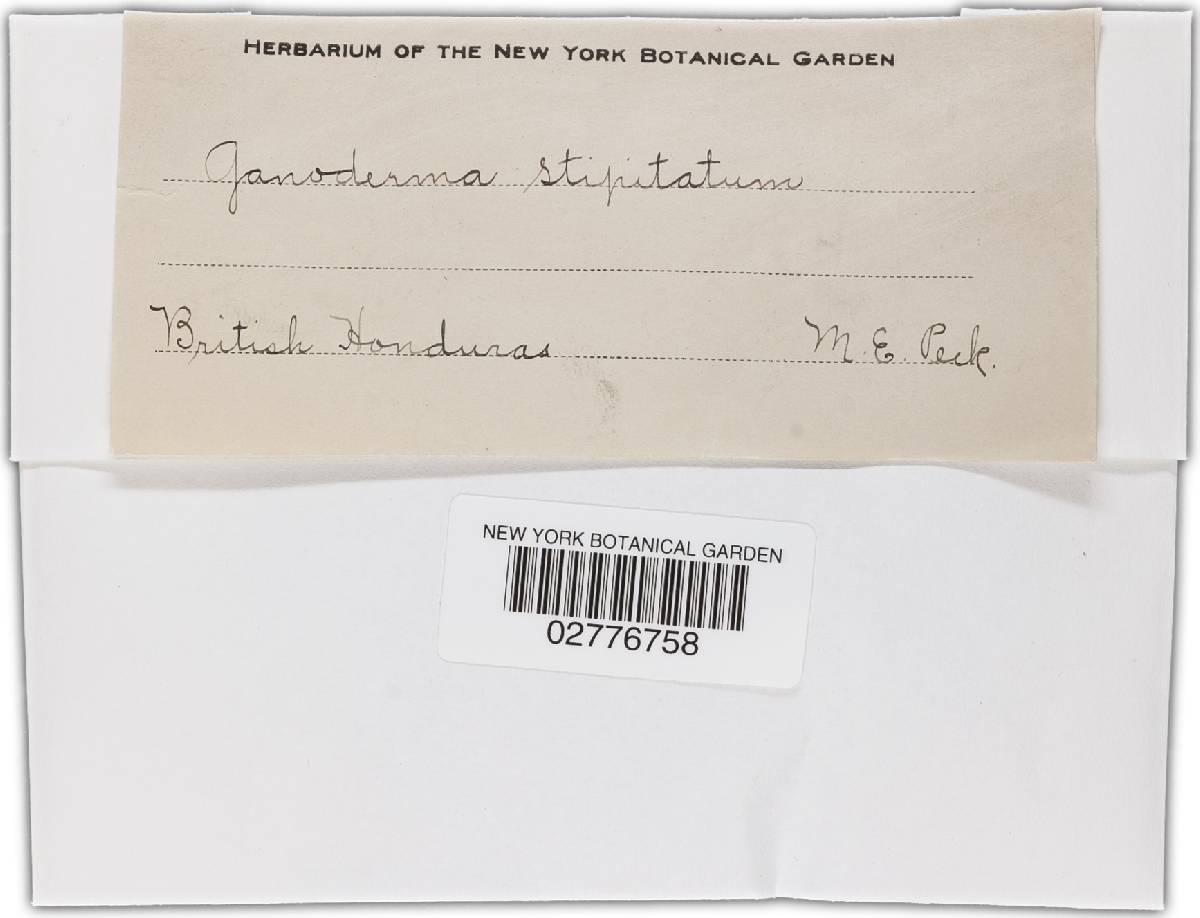 HERBARIUM OF THE NEW YORK BOTANICAL GARDEN
Ganoderma stipitatum
British Honduras M. E. Peck.
NEW YORK BOTANICAL GARDEN
02776758